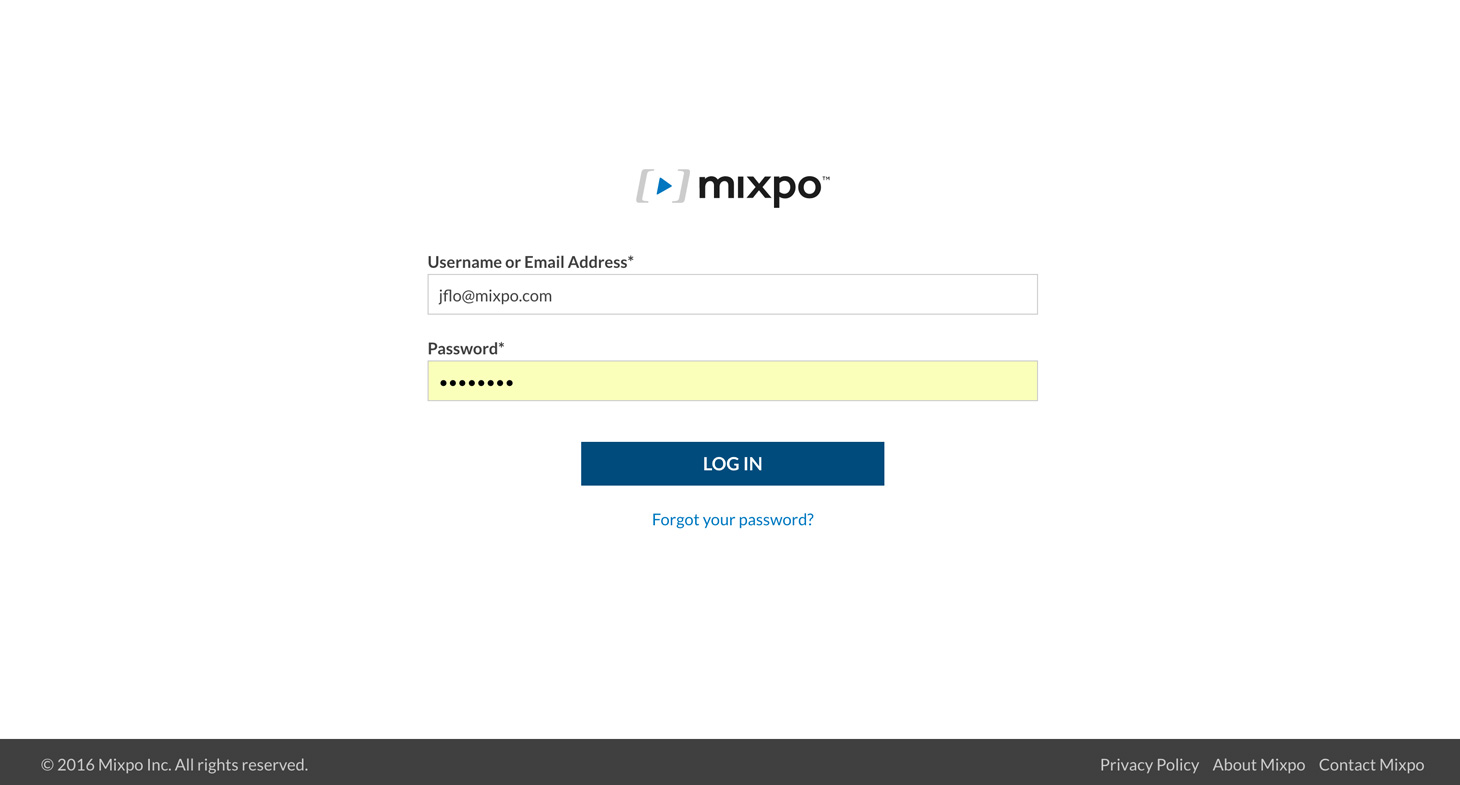 mixpo™
Username or Email Address*
jflo@mixpo.com
Password*
••••••••
LOG IN
Forgot your password?
© 2016 Mixpo Inc. All rights reserved. Privacy Policy About Mixpo Contact Mixpo